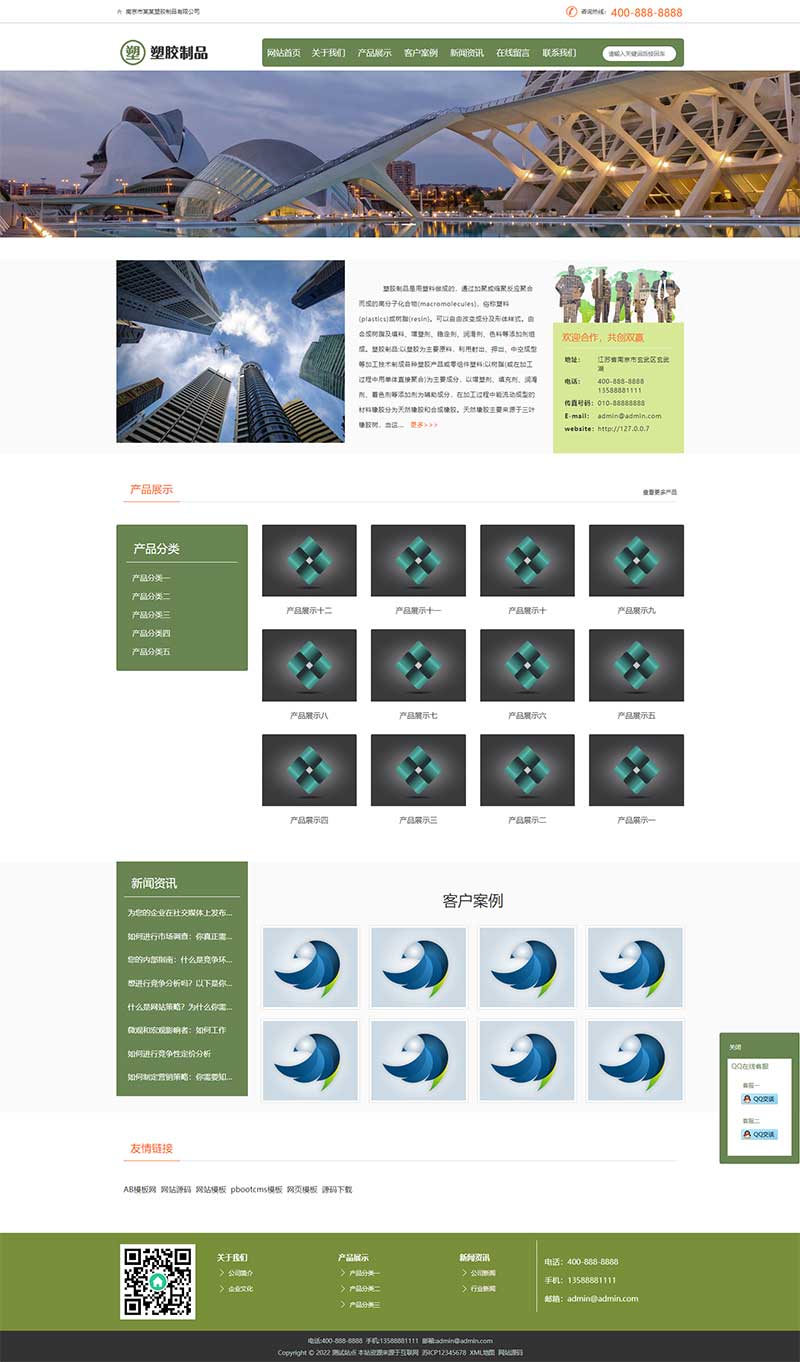 南京市某某塑胶制品有限公司
咨询热线: 400-888-8888
塑 塑胶制品
网站首页 关于我们 产品展示 客户案例 新闻资讯 在线留言 联系我们
请输入关键词后按回车
塑胶制品是用塑料做成的，通过加聚或缩聚反应聚合
而成的高分子化合物(macromolecules)，俗称塑料
(plastics)或树脂(resin)。可以自由改变成分及形体样式。由
合成树脂及填料、增塑剂、稳定剂、润滑剂、色料等添加剂组
成。塑胶制品:以塑胶为主要原料，利用射出、押出、中空成型
等加工技术制成各种塑胶产品或零组件塑料:以树脂(或在加工
过程中用单体直接聚合)为主要成分，以增塑剂、填充剂、润滑
剂、着色剂等添加剂为辅助成分，在加工过程中能流动成型的
材料橡胶分为天然橡胶和合成橡胶。天然橡胶主要来源于三叶
橡胶树，当这... 更多>>>
欢迎合作，共创双赢
地址: 江苏省南京市玄武区玄武
湖
电话: 400-888-8888
13588881111
传真号码: 010-88888888
E-mail: admin@admin.com
website: http://127.0.0.7
产品展示
查看更多产品
产品分类
产品分类一
产品分类二
产品分类三
产品分类四
产品分类五
产品展示十二 产品展示十一 产品展示十 产品展示九
产品展示八 产品展示七 产品展示六 产品展示五
产品展示四 产品展示三 产品展示二 产品展示一
新闻资讯
为您的企业在社交媒体上发布...
如何进行市场调查：你真正需...
您的内部指南：什么是竞争环...
想进行竞争分析吗？以下是你...
什么是网站策略？为什么你需...
微观和宏观影响者：如何工作
如何进行竞争性定价分析
如何制定营销策略：你需要知...
客户案例
关闭
QQ在线客服
客服一
QQ交谈
客服二
QQ交谈
友情链接
AB模板网 网站源码 网站模板 pbootcms模板 网页模板 源码下载
关于我们
公司简介
企业文化
产品展示
产品分类一
产品分类二
产品分类三
新闻资讯
公司新闻
行业新闻
电话：400-888-8888
手机：13588881111
邮箱：admin@admin.com
电话:400-888-8888 手机:13588881111 邮箱:admin@admin.com
Copyright © 2022 测试站点 本站资源来源于互联网 苏ICP12345678 XML地图 网站源码